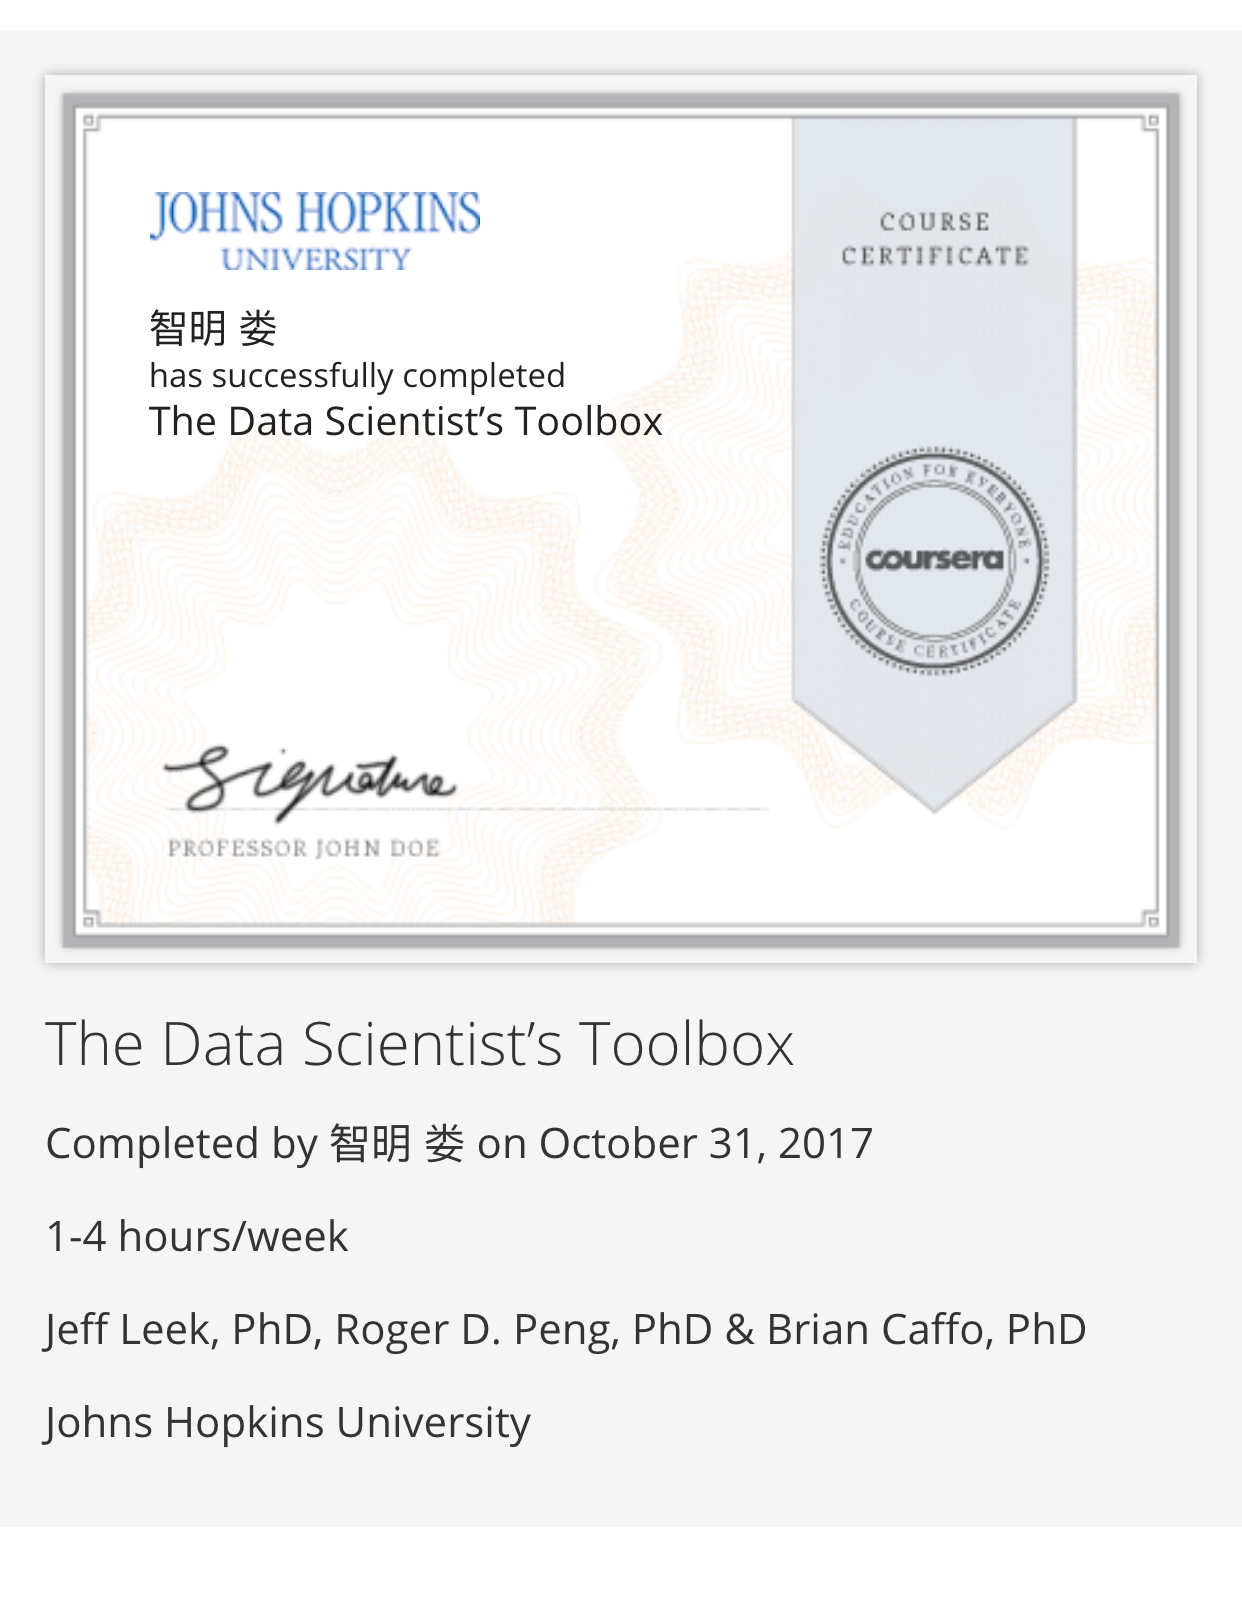 JOHNS HOPKINS
UNIVERSITY
智明 娄
has successfully completed
The Data Scientist’s Toolbox
COURSE
CERTIFICATE
EDUCATION FOR EVERYONE
coursera
COURSE CERTIFICATE
Signature
PROFESSOR JOHN DOE
The Data Scientist’s Toolbox
Completed by 智明 娄 on October 31, 2017
1-4 hours/week
Jeff Leek, PhD, Roger D. Peng, PhD & Brian Caffo, PhD
Johns Hopkins University